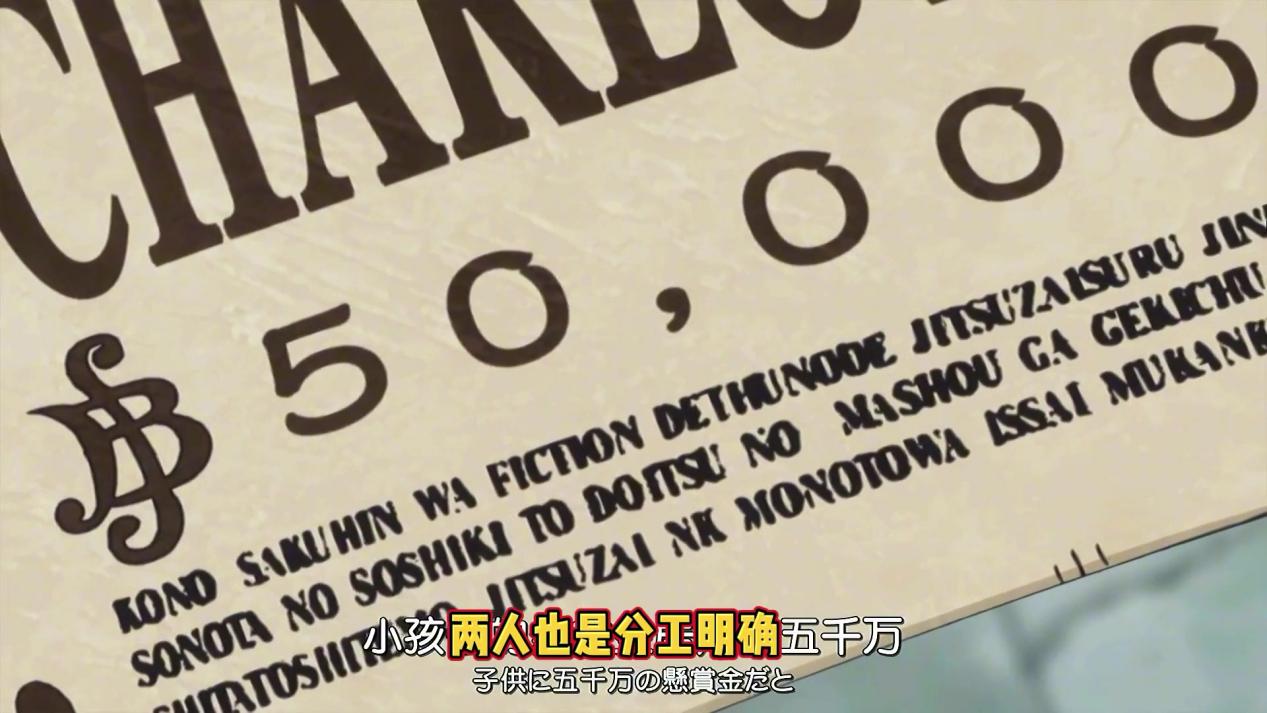 CHARLO
฿50,000
KONO SAKUHIN WA FICTION DETHUNODE JITSUZAISURU JIN
SONOTA NO SOSHIKI TO DOITSU NO MASHOU GA GEKICHU
JITSUZAI NK MONOTOWA ISSAI MUKANK
小孩两人也是分工明确五千万
子供に五千万の懸賞金だと